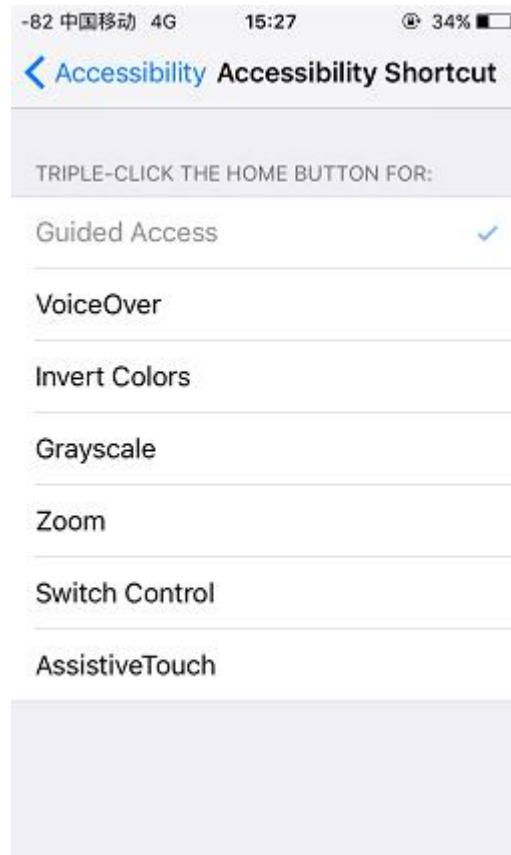 -82 中国移动 4G 15:27 34%
Accessibility Accessibility Shortcut
TRIPLE-CLICK THE HOME BUTTON FOR:
Guided Access
VoiceOver
Invert Colors
Grayscale
Zoom
Switch Control
AssistiveTouch